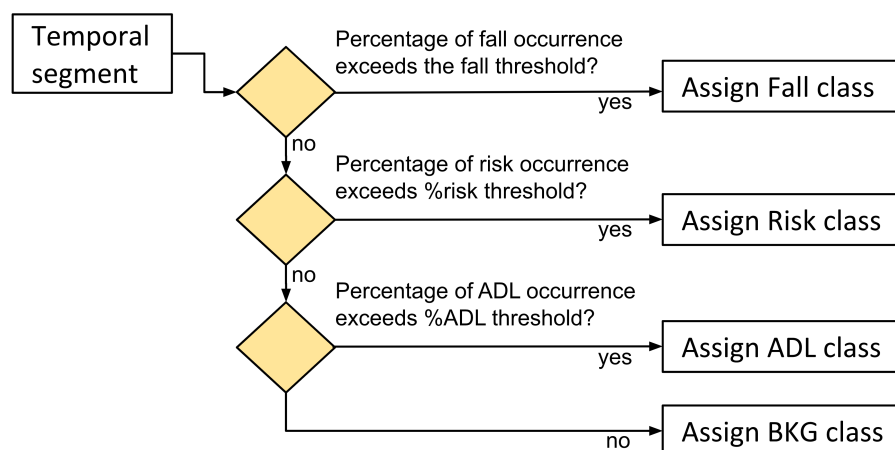 Temporal
segment
Percentage of fall occurrence
exceeds the fall threshold?
yes
Assign Fall class
no
Percentage of risk occurrence
exceeds %risk threshold?
yes
Assign Risk class
no
Percentage of ADL occurrence
exceeds %ADL threshold?
yes
Assign ADL class
no
Assign BKG class